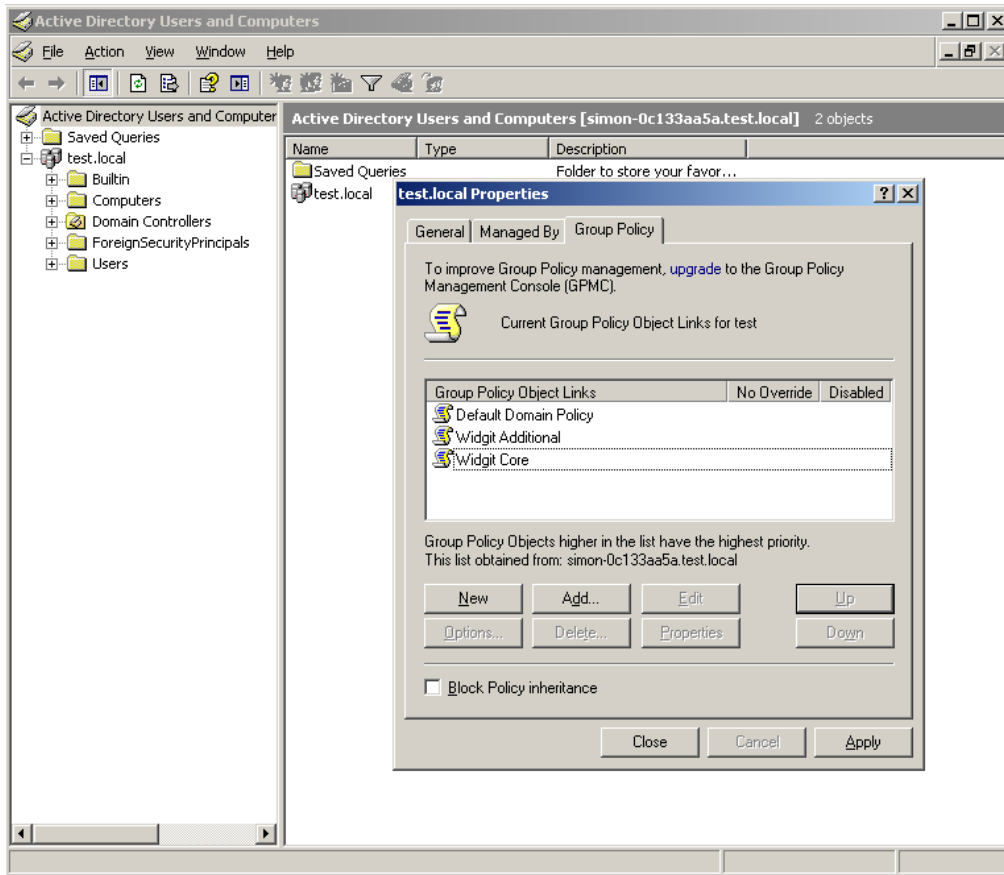 Active Directory Users and Computers
File Action View Window Help
Active Directory Users and Computer
Saved Queries
test.local
Builtin
Computers
Domain Controllers
ForeignSecurityPrincipals
Users
Active Directory Users and Computers [simon-0c133aa5a.test.local] 2 objects
Name Type Description
Saved Queries Folder to store your favor...
test.local
test.local Properties
General Managed By Group Policy
To improve Group Policy management, upgrade to the Group Policy
Management Console (GPMC).
Current Group Policy Object Links for test
Group Policy Object Links No Override Disabled
Default Domain Policy
Widgit Additional
Widgit Core
Group Policy Objects higher in the list have the highest priority.
This list obtained from: simon-0c133aa5a.test.local
New Add... Edit Up
Options... Delete... Properties Down
Block Policy inheritance
Close Cancel Apply